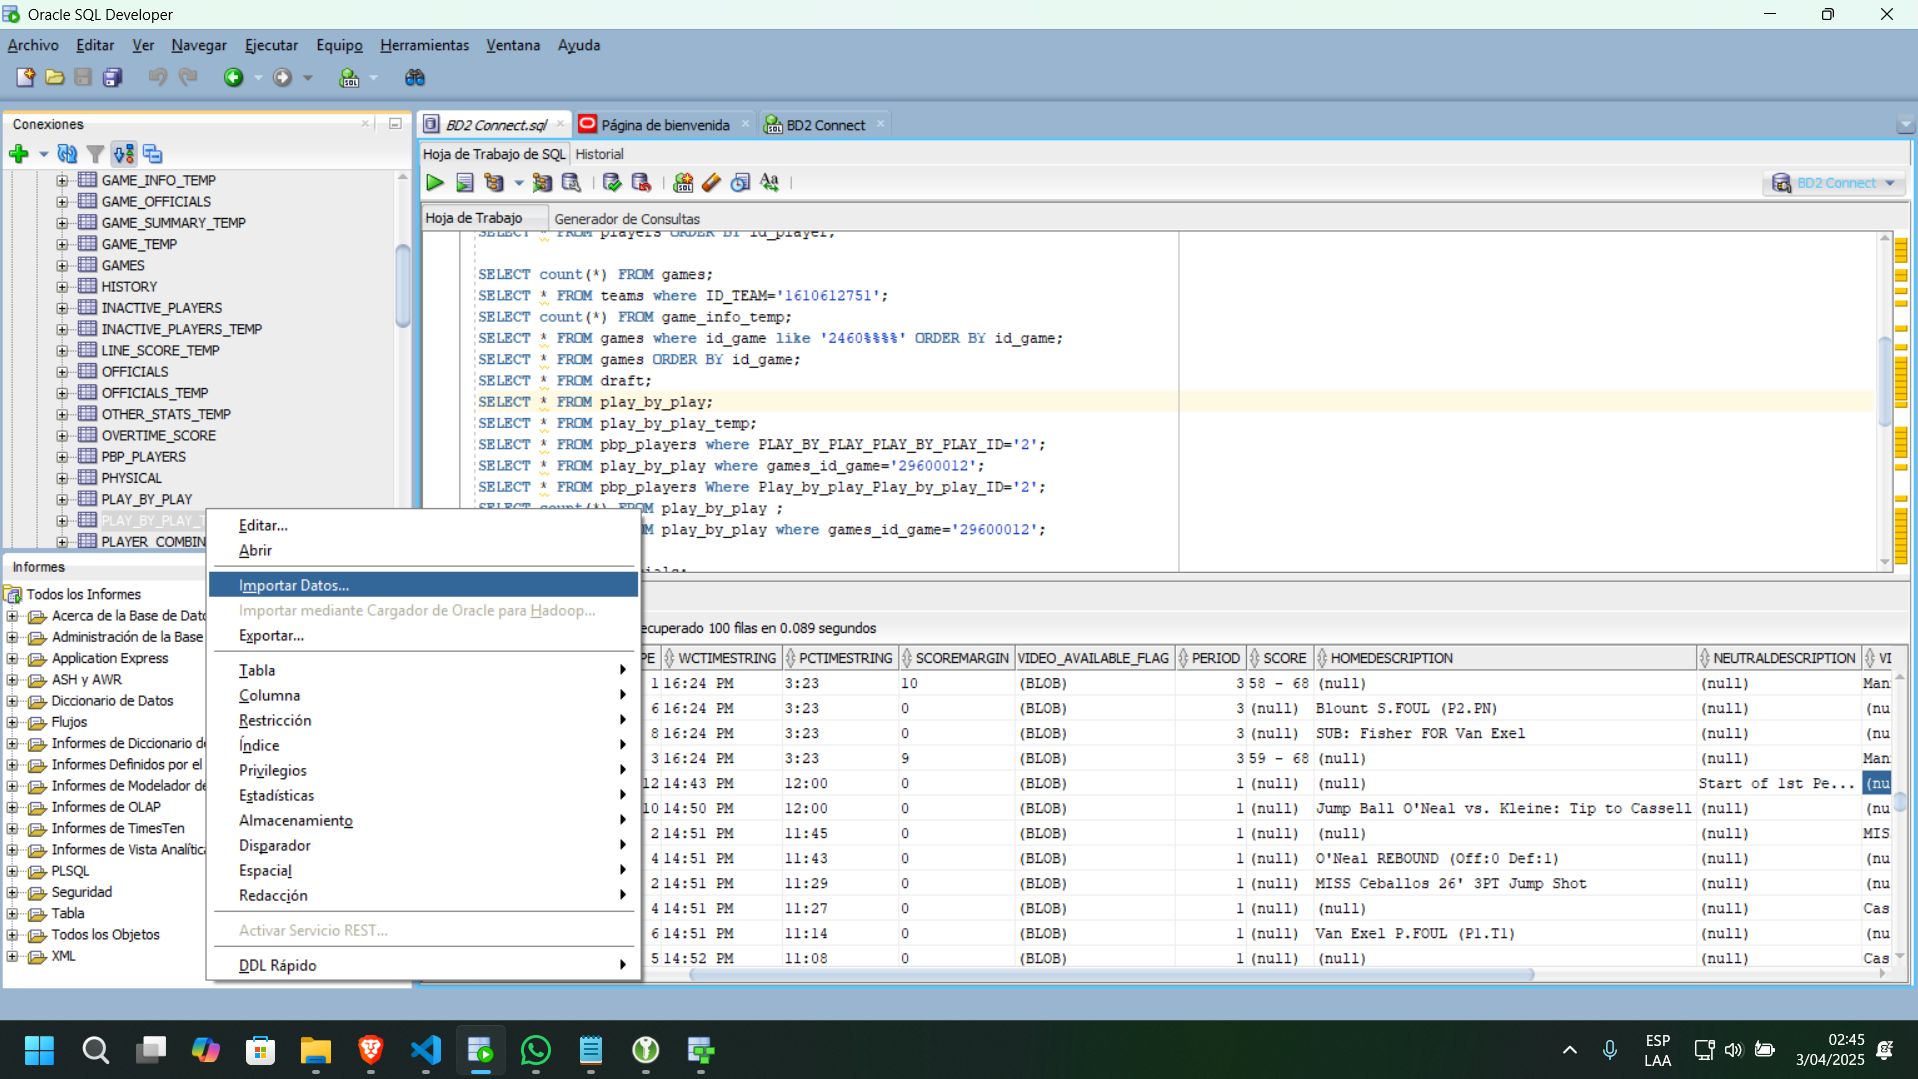 Oracle SQL Developer
Archivo Editar Ver Navegar Ejecutar Equipo Herramientas Ventana Ayuda
Conexiones
GAME_INFO_TEMP
GAME_OFFICIALS
GAME_SUMMARY_TEMP
GAME_TEMP
GAMES
HISTORY
INACTIVE_PLAYERS
INACTIVE_PLAYERS_TEMP
LINE_SCORE_TEMP
OFFICIALS
OFFICIALS_TEMP
OTHER_STATS_TEMP
OVERTIME_SCORE
PBP_PLAYERS
PHYSICAL
PLAY_BY_PLAY
PLAY_BY_PLAY_T
PLAYER_COMBIN
Informes
Todos los Informes
Acerca de la Base de Dato
Administración de la Base
Application Express
ASH y AWR
Diccionario de Datos
Flujos
Informes de Diccionario d
Informes Definidos por el
Informes de Modelador de
Informes de OLAP
Informes de TimesTen
Informes de Vista Analític
PLSQL
Seguridad
Tabla
Todos los Objetos
XML
Editar...
Abrir
Importar Datos...
Importar mediante Cargador de Oracle para Hadoop...
Exportar...
Tabla
Columna
Restricción
Índice
Privilegios
Estadísticas
Almacenamiento
Disparador
Espacial
Redacción
Activar Servicio REST...
DDL Rápido
BD2 Connect.sql Página de bienvenida BD2 Connect
Hoja de Trabajo de SQL Historial
BD2 Connect
Hoja de Trabajo Generador de Consultas
SELECT * FROM players ORDER BY id_player;
SELECT count(*) FROM games;
SELECT * FROM teams where ID_TEAM='1610612751';
SELECT count(*) FROM game_info_temp;
SELECT * FROM games where id_game like '2460%%%%' ORDER BY id_game;
SELECT * FROM games ORDER BY id_game;
SELECT * FROM draft;
SELECT * FROM play_by_play;
SELECT * FROM play_by_play_temp;
SELECT * FROM pbp_players where PLAY_BY_PLAY_PLAY_BY_PLAY_ID='2';
SELECT * FROM play_by_play where games_id_game='29600012';
SELECT * FROM pbp_players Where Play_by_play_Play_by_play_ID='2';
SELECT count(*) FROM play_by_play ;
M play_by_play where games_id_game='29600012';
ecuperado 100 filas en 0.089 segundos
PE WCTIMESTRING PCTIMESTRING SCOREMARGIN VIDEO_AVAILABLE_FLAG PERIOD SCORE HOMEDESCRIPTION NEUTRALDESCRIPTION VI
1 16:24 PM 3:23 10 (BLOB) 3 58 - 68 (null) (null) Man
6 16:24 PM 3:23 0 (BLOB) 3 (null) Blount S.FOUL (P2.PN) (null) (nu
8 16:24 PM 3:23 0 (BLOB) 3 (null) SUB: Fisher FOR Van Exel (null) (nu
3 16:24 PM 3:23 9 (BLOB) 3 59 - 68 (null) (null) Man
12 14:43 PM 12:00 0 (BLOB) 1 (null) (null) Start of 1st Pe... (nu
10 14:50 PM 12:00 0 (BLOB) 1 (null) Jump Ball O'Neal vs. Kleine: Tip to Cassell (null) (nu
2 14:51 PM 11:45 0 (BLOB) 1 (null) (null) (null) MIS
4 14:51 PM 11:43 0 (BLOB) 1 (null) O'Neal REBOUND (Off:0 Def:1) (null) (nu
2 14:51 PM 11:29 0 (BLOB) 1 (null) MISS Ceballos 26' 3PT Jump Shot (null) (nu
4 14:51 PM 11:27 0 (BLOB) 1 (null) (null) (null) Cas
6 14:51 PM 11:14 0 (BLOB) 1 (null) Van Exel P.FOUL (P1.T1) (null) (nu
5 14:52 PM 11:08 0 (BLOB) 1 (null) (null) (null) Cas
ESP
LAA
02:45
3/04/2025